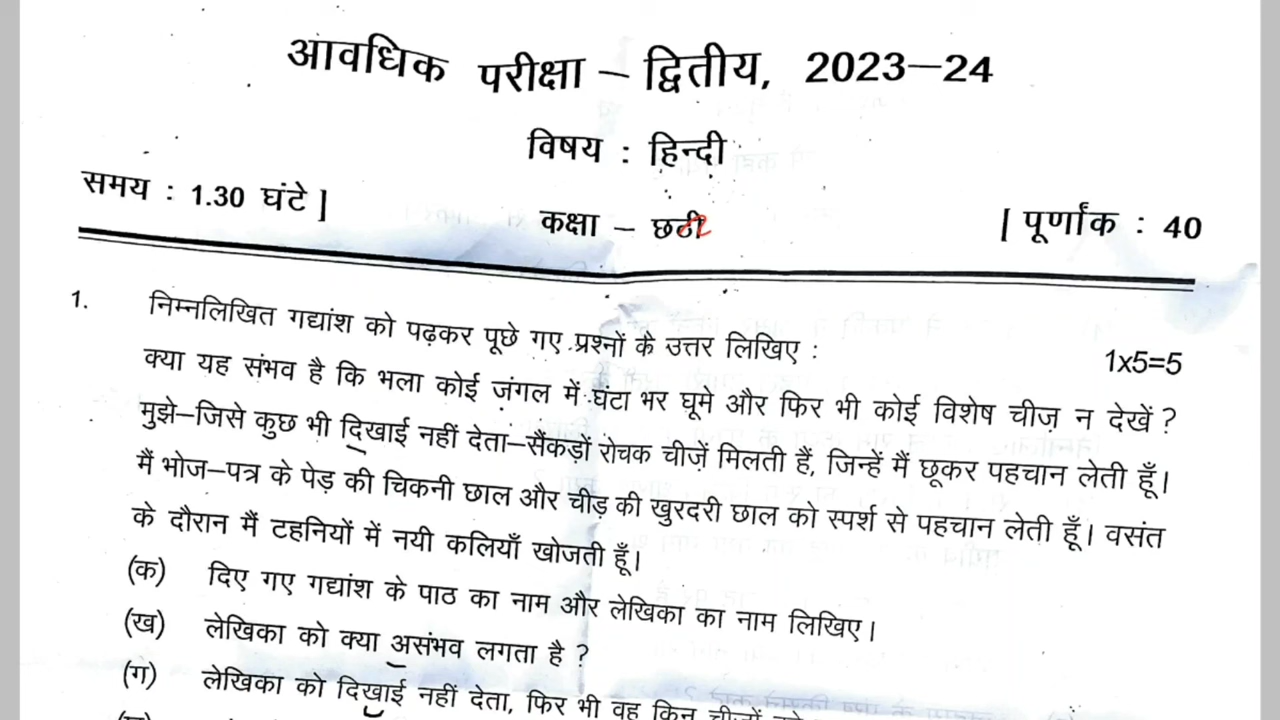 आवधिक परीक्षा – द्वितीय, 2023–24
विषय : हिन्दी
समय : 1.30 घंटे ]
कक्षा – छठी
[ पूर्णांक : 40
1. निम्नलिखित गद्यांश को पढ़कर पूछे गए प्रश्नों के उत्तर लिखिए : 1x5=5
क्या यह संभव है कि भला कोई जंगल में घंटा भर घूमे और फिर भी कोई विशेष चीज़ न देखें ?
मुझे–जिसे कुछ भी दिखाई नहीं देता–सैंकड़ों रोचक चीज़ें मिलती हैं, जिन्हें मैं छूकर पहचान लेती हूँ।
मैं भोज–पत्र के पेड़ की चिकनी छाल और चीड़ की खुरदरी छाल को स्पर्श से पहचान लेती हूँ। वसंत
के दौरान मैं टहनियों में नयी कलियाँ खोजती हूँ।
(क) दिए गए गद्यांश के पाठ का नाम और लेखिका का नाम लिखिए।
(ख) लेखिका को क्या असंभव लगता है ?
(ग) लेखिका को दिखाई नहीं देता, फिर भी वह किन चीज़ों